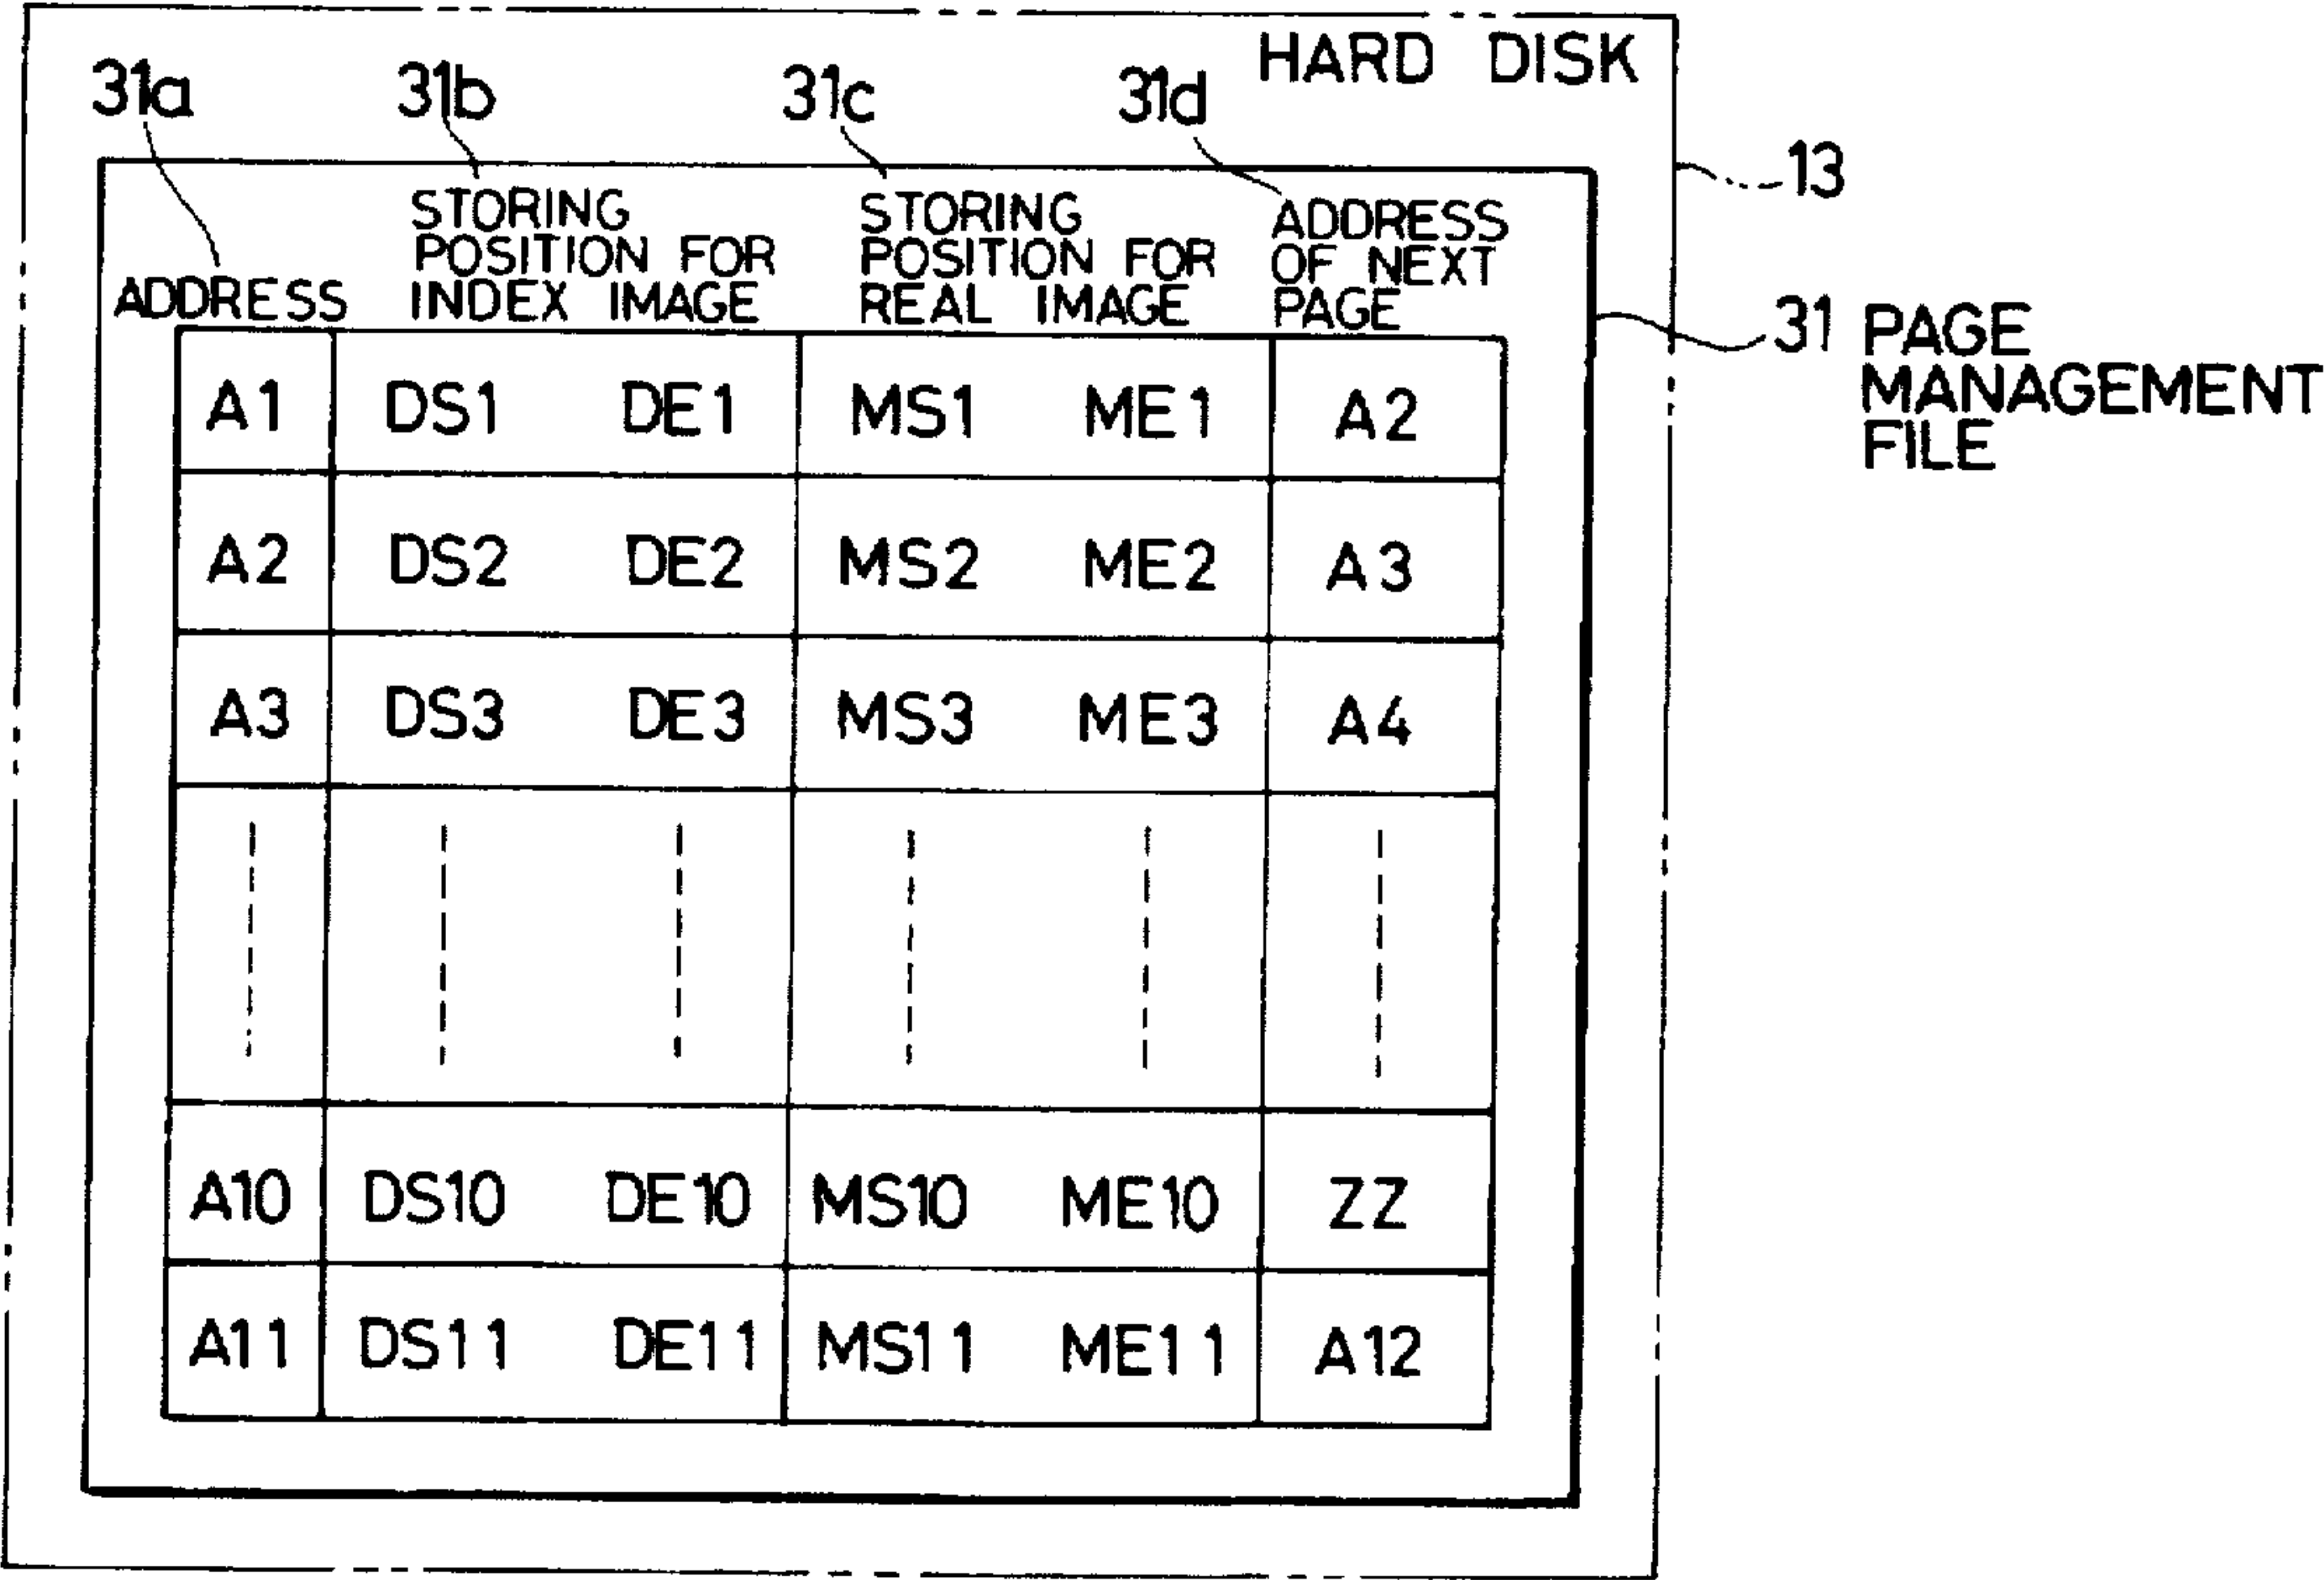 HARD DISK
31a 31b 31c 31d
13
STORING
POSITION FOR
INDEX IMAGE
STORING
POSITION FOR
REAL IMAGE
ADDRESS
OF NEXT
PAGE
ADDRESS
31 PAGE
MANAGEMENT
FILE
A1 DS1 DE1 MS1 ME1 A2
A2 DS2 DE2 MS2 ME2 A3
A3 DS3 DE3 MS3 ME3 A4
A10 DS10 DE10 MS10 ME10 ZZ
A11 DS11 DE11 MS11 ME11 A12